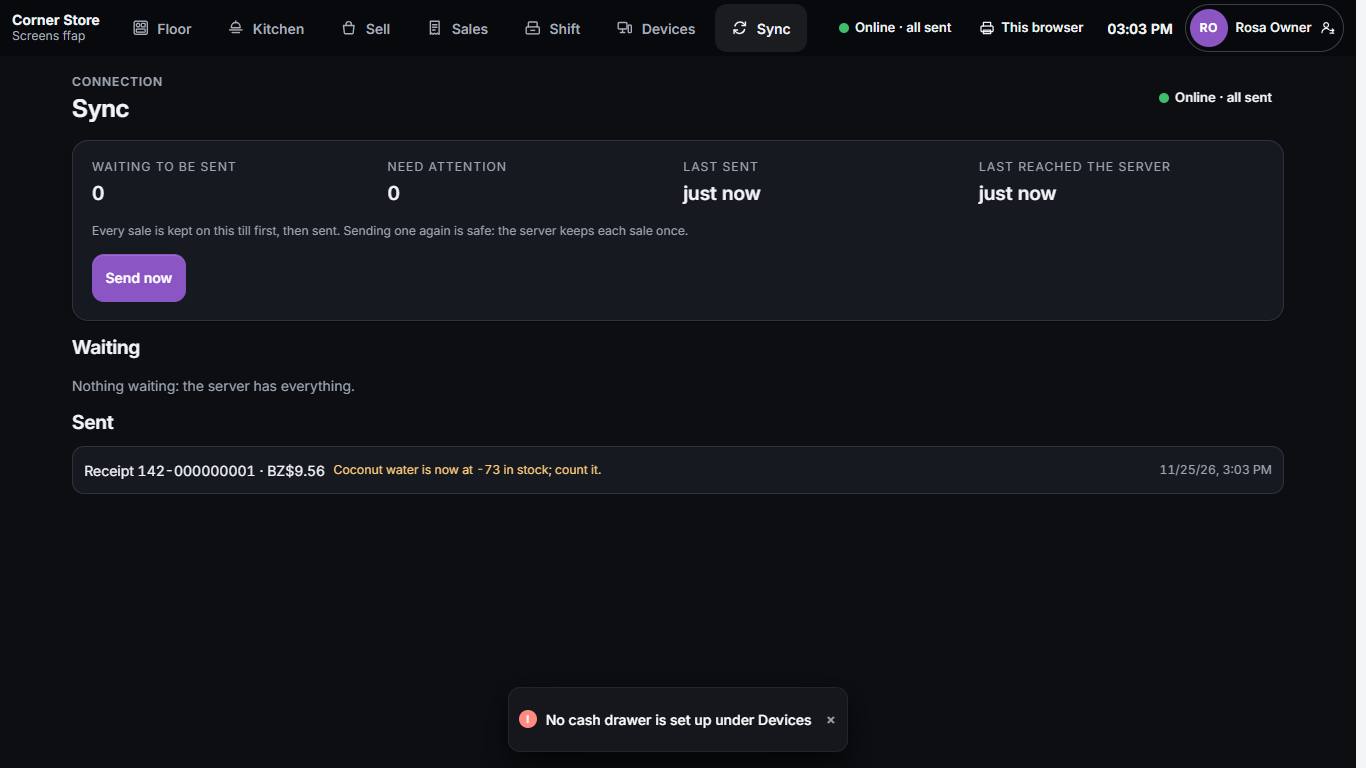 Corner Store
Screens ffap
Floor
Kitchen
Sell
Sales
Shift
Devices
Sync
Online · all sent
This browser
03:03 PM
RO
Rosa Owner
CONNECTION
Sync
Online · all sent
WAITING TO BE SENT
0
NEED ATTENTION
0
LAST SENT
just now
LAST REACHED THE SERVER
just now
Every sale is kept on this till first, then sent. Sending one again is safe: the server keeps each sale once.
Send now
Waiting
Nothing waiting: the server has everything.
Sent
Receipt 142-000000001 · BZ$9.56 Coconut water is now at -73 in stock; count it. 11/25/26, 3:03 PM
! No cash drawer is set up under Devices ×